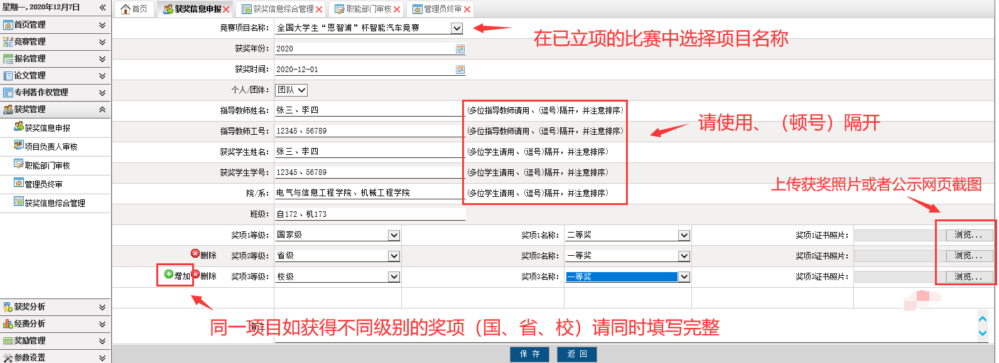 星期一, 2020年12月7日
首页 获奖信息申报 获奖信息综合管理 职能部门审核 管理员终审
首页管理
竞赛管理
报名管理
论文管理
专利著作权管理
获奖管理
获奖信息申报
项目负责人审核
职能部门审核
管理员终审
获奖信息综合管理
获奖分析
经费分析
奖励管理
参数设置
竞赛项目名称： 全国大学生“恩智浦”杯智能汽车竞赛
在已立项的比赛中选择项目名称
获奖年份： 2020
获奖时间： 2020-12-01
个人/团体： 团队
指导教师姓名： 张三、李四 (多位指导教师请用、(逗号)隔开，并注意排序)
请使用、（顿号）隔开
指导教师工号： 12345、56789 (多位指导教师请用、(逗号)隔开，并注意排序)
获奖学生姓名： 张三、李四 (多位学生请用、(逗号)隔开，并注意排序)
获奖学生学号： 12345、56789 (多位学生请用、(逗号)隔开，并注意排序)
院/系： 电气与信息工程学院、机械工程学院 (多位学生请用、(逗号)隔开，并注意排序)
上传获奖照片或者公示网页截图
班级： 自172、机173
奖项1等级： 国家级 奖项1名称： 二等奖 奖项1证书照片： 浏览...
删除 奖项2等级： 省级 奖项2名称： 一等奖 奖项2证书照片： 浏览...
增加 删除 奖项3等级： 校级 奖项3名称： 一等奖 奖项3证书照片： 浏览...
备注
同一项目如获得不同级别的奖项（国、省、校）请同时填写完整
保 存 返 回